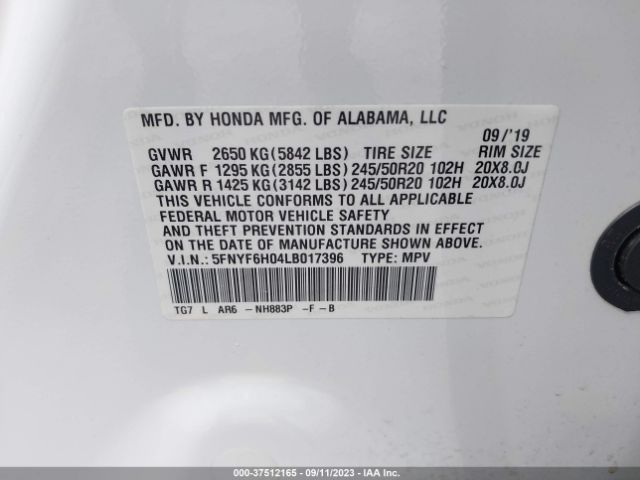 MFD. BY HONDA MFG. OF ALABAMA, LLC
09/'19
GVWR 2650 KG(5842 LBS) TIRE SIZE RIM SIZE
GAWR F 1295 KG(2855 LBS)245/50R20 102H 20X8.0J
GAWR R 1425 KG(3142 LBS)245/50R20 102H 20X8.0J
THIS VEHICLE CONFORMS TO ALL APPLICABLE
FEDERAL MOTOR VEHICLE SAFETY
AND THEFT PREVENTION STANDARDS IN EFFECT
ON THE DATE OF MANUFACTURE SHOWN ABOVE.
V.I.N.: 5FNYF6H04LB017396 TYPE: MPV
TG7 L AR6 -NH883P -F-B
000-37512165 - 09/11/2023 - IAA Inc.